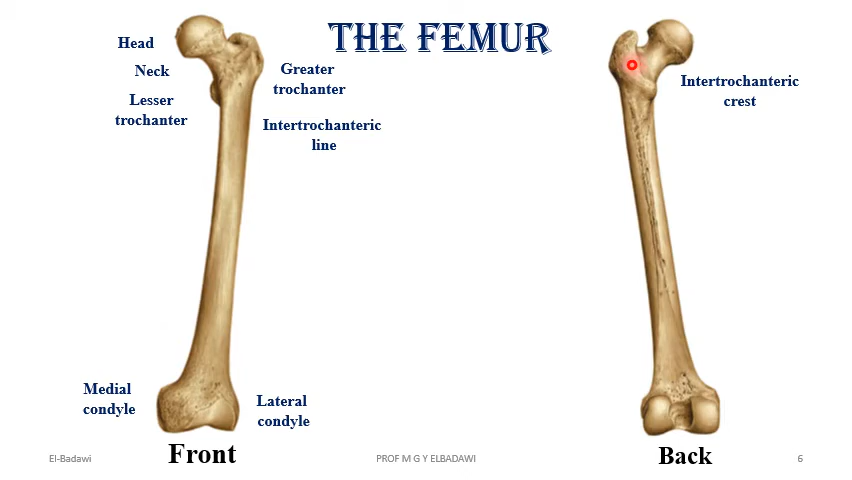 THE FEMUR
Head
Neck
Lesser
trochanter
Greater
trochanter
Intertrochanteric
line
Intertrochanteric
crest
Medial
condyle
Lateral
condyle
Front
Back
El-Badawi
PROF M G Y ELBADAWI
6